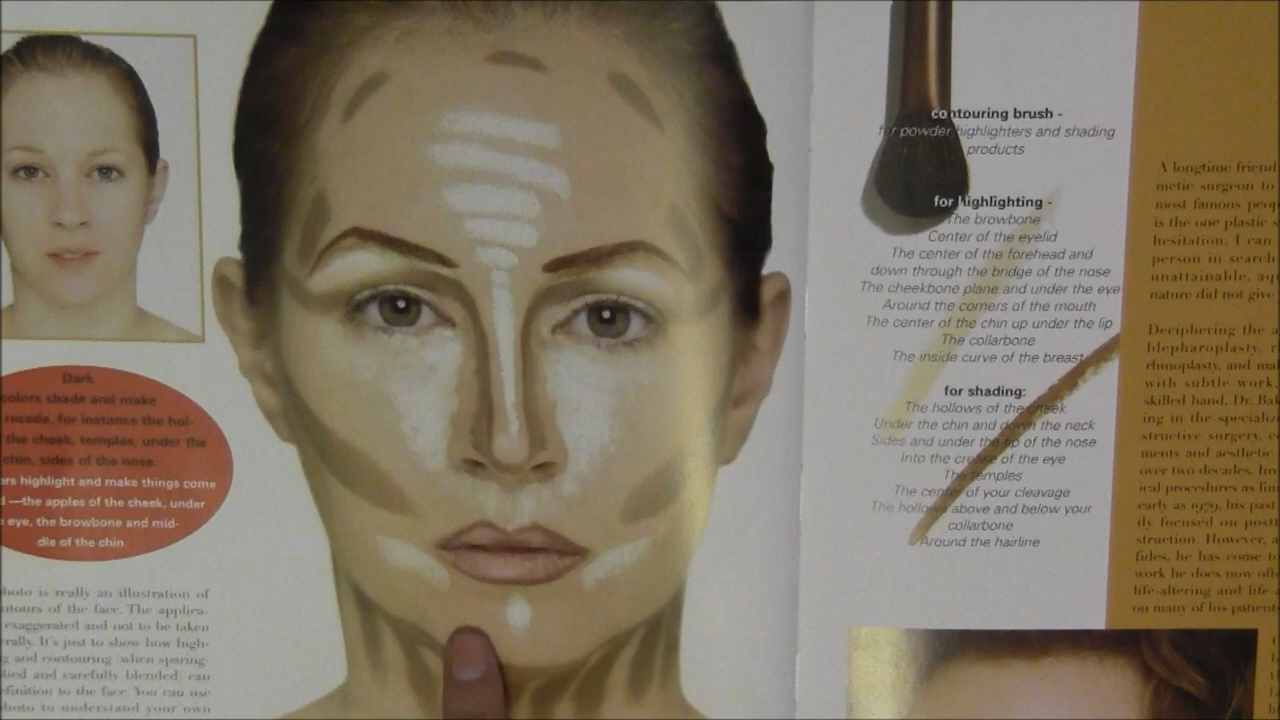 Dark
colors shade and make
recede, for instance the hol-
the cheek, temples, under the
chin, sides of the nose.
ors highlight and make things come
d —the apples of the cheek, under
eye, the browbone and mid-
dle of the chin
photo is really an illustration of
ntours of the face. The applica-
exaggerated and not to be taken
rally. It's just to show how high-
g and contouring (when sparing-
lied and carefully blended) can
efinition to the face. You can use
photo to understand your own
contouring brush -
for powder highlighters and shading
products
for highlighting -
The browbone
Center of the eyelid
The center of the forehead and
down through the bridge of the nose
The cheekbone plane and under the eye
Around the corners of the mouth
The center of the chin up under the lip
The collarbone
The inside curve of the breast
for shading:
The hollows of the cheek
Under the chin and down the neck
Sides and under the tip of the nose
Into the crease of the eye
The temples
The center of your cleavage
The hollows above and below your
collarbone
Around the hairline
A longtime friend
metic surgeon to
most famous peop
is the one plastic s
hesitation, I can
person in search
unattainable, aq
nature did not give
Deciphering the a
blepharoplasty, r
rhinoplasty, and ma
with subtle work,
skilled hand, Dr. Bak
ing in the specializ
structive surgery, c
ments and aesthetic
over two decades. Inv
ical procedures as lin
early as 1979, his past
ily focused on postt
struction. However, a
fides, he has come t
work he does now oft
life-altering and life-s
on many of his patient